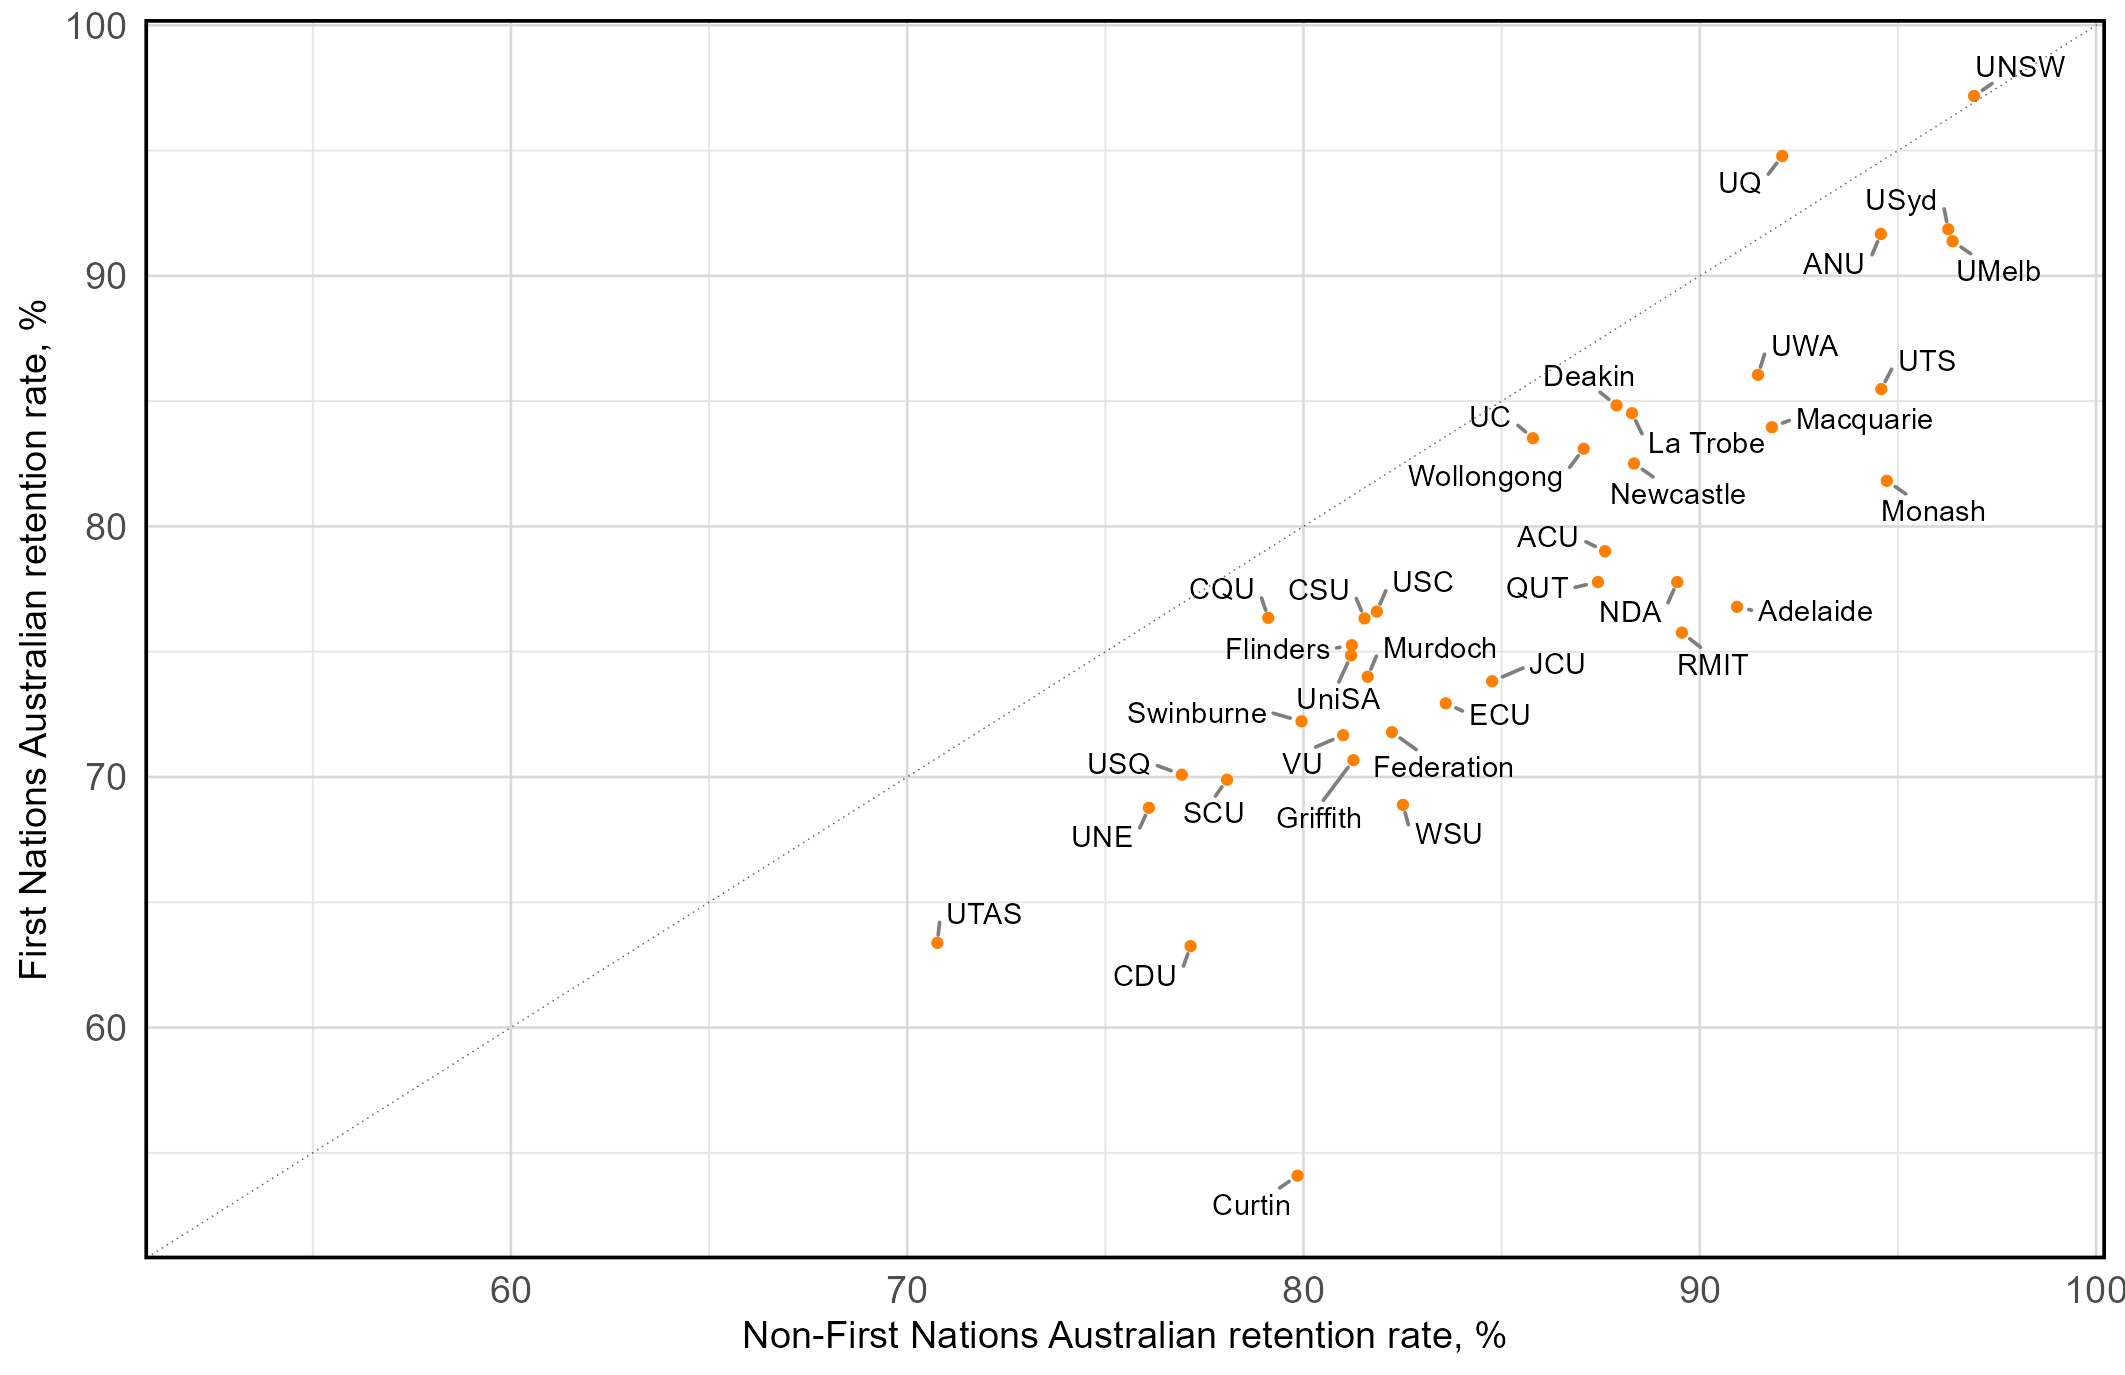 100
90
80
70
60
First Nations Australian retention rate, %
UNSW
UQ
USyd
ANU
UMelb
UWA
UTS
Deakin
UC
Macquarie
La Trobe
Wollongong
Newcastle
Monash
ACU
CQU
CSU
USC
QUT
NDA
Adelaide
Flinders
Murdoch
JCU
RMIT
UniSA
Swinburne
ECU
USQ
VU
Federation
SCU
Griffith
UNE
WSU
UTAS
CDU
Curtin
60
70
80
90
100
Non-First Nations Australian retention rate, %